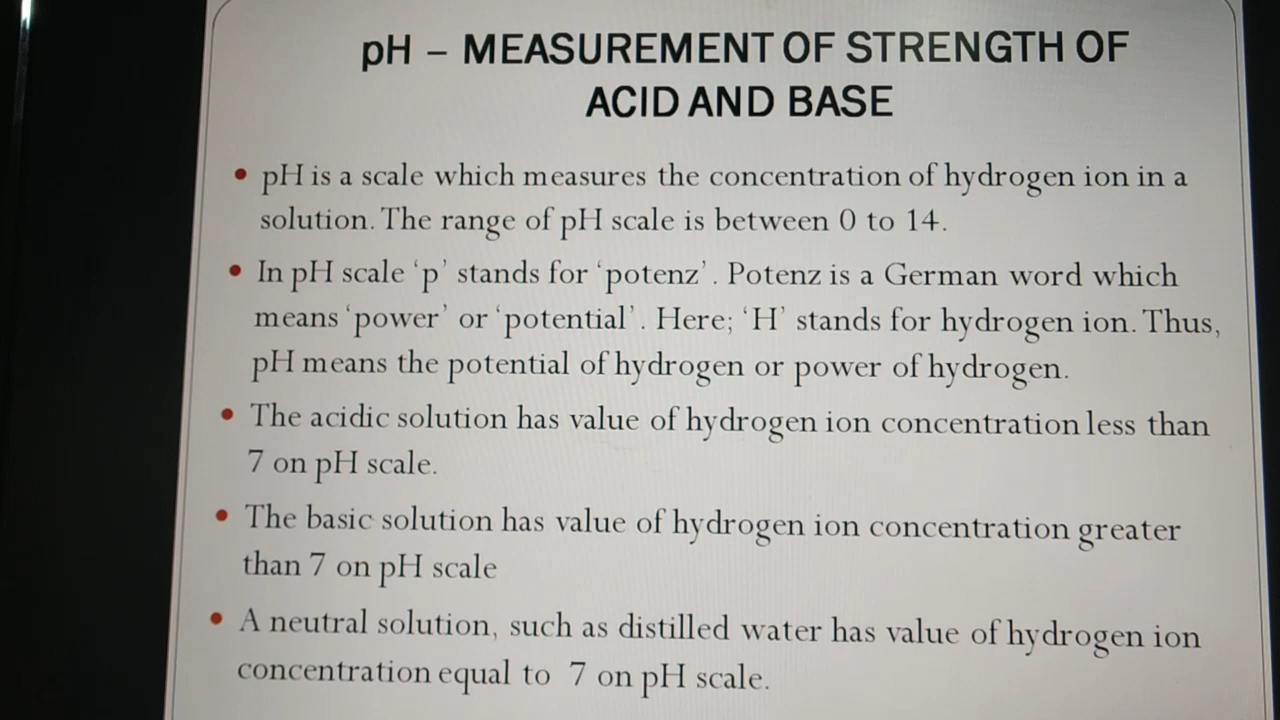 pH – MEASUREMENT OF STRENGTH OF
ACID AND BASE
• pH is a scale which measures the concentration of hydrogen ion in a
solution. The range of pH scale is between 0 to 14.
• In pH scale ‘p’ stands for ‘potenz’. Potenz is a German word which
means ‘power’ or ‘potential’. Here; ‘H’ stands for hydrogen ion. Thus,
pH means the potential of hydrogen or power of hydrogen.
• The acidic solution has value of hydrogen ion concentration less than
7 on pH scale.
• The basic solution has value of hydrogen ion concentration greater
than 7 on pH scale
• A neutral solution, such as distilled water has value of hydrogen ion
concentration equal to 7 on pH scale.